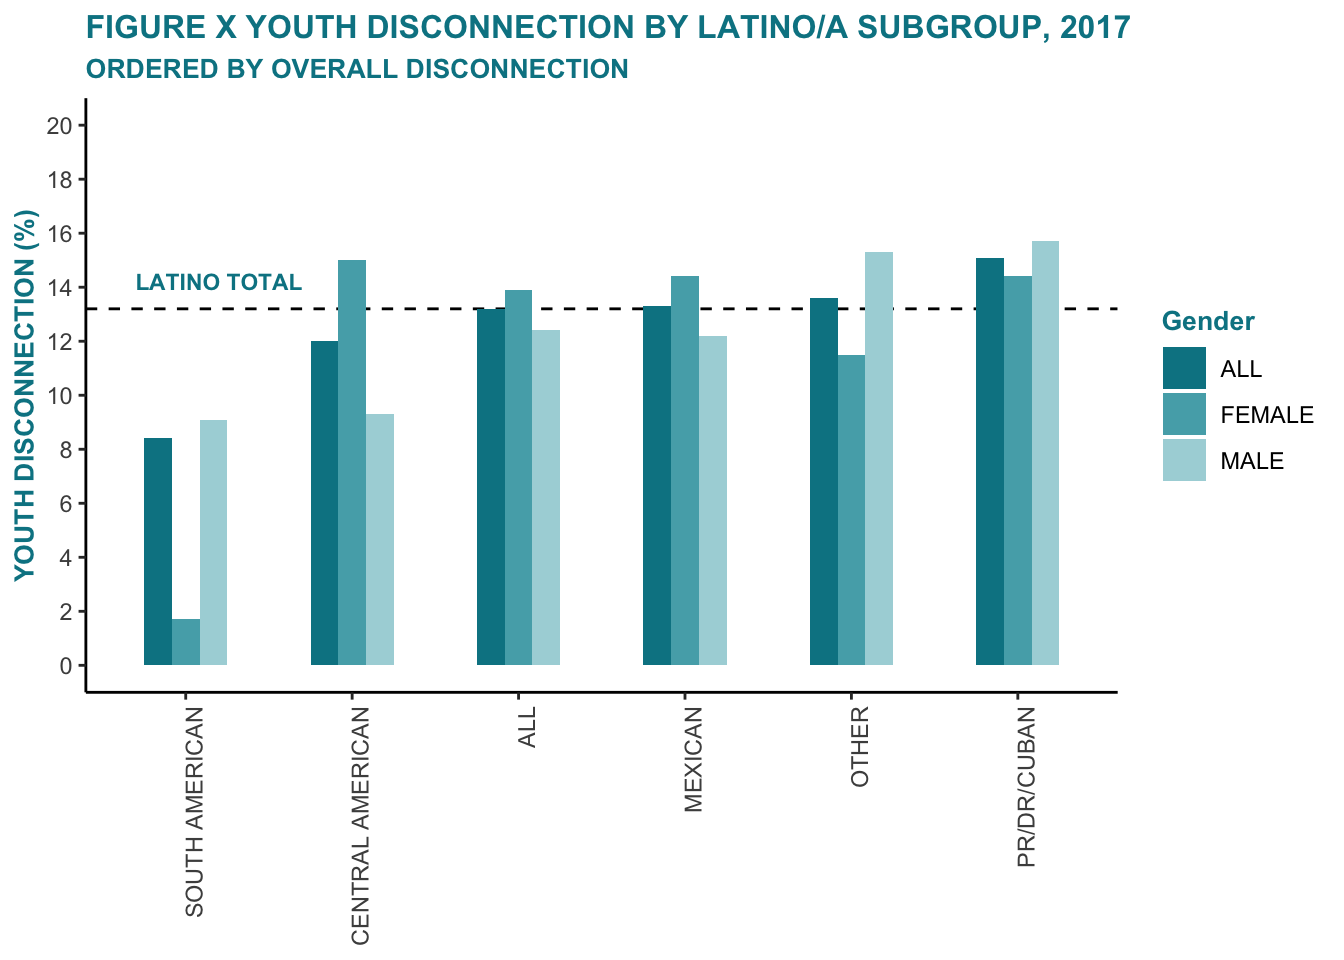 FIGURE X YOUTH DISCONNECTION BY LATINO/A SUBGROUP, 2017
ORDERED BY OVERALL DISCONNECTION
YOUTH DISCONNECTION (%)
20
18
16
14
12
10
8
6
4
2
0
LATINO TOTAL
SOUTH AMERICAN
CENTRAL AMERICAN
ALL
MEXICAN
OTHER
PR/DR/CUBAN
Gender
ALL
FEMALE
MALE